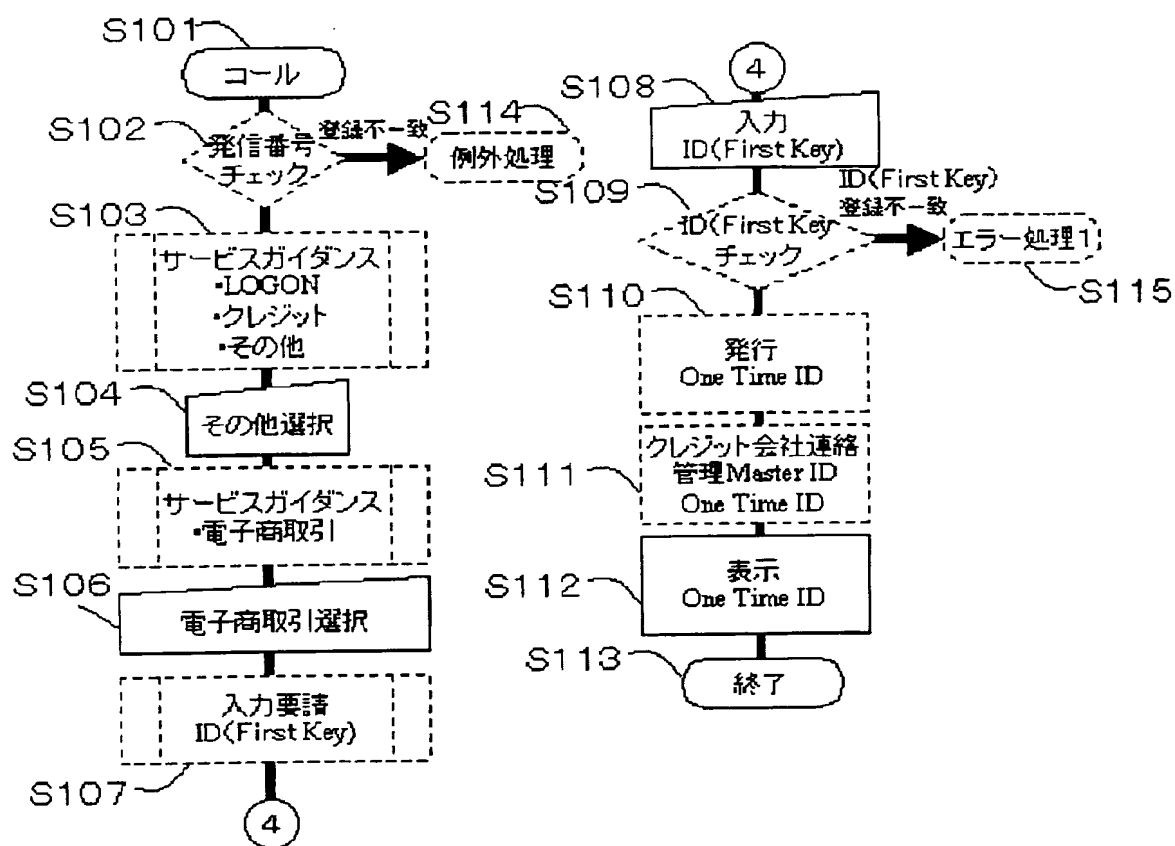 S101
コール
S102
発信番号
チェック
登録不一致
S114
例外処理
S103
サービスガイダンス
・LOGON
・クレジット
・その他
S104
その他選択
S105
サービスガイダンス
・電子商取引
S106
電子商取引選択
入力要請
ID(First Key)
S107
4
4
S108
入力
ID(First Key)
S109
ID(First Key
チェック
ID(First Key)
登録不一致
エラー処理1
S115
S110
発行
One Time ID
S111
クレジット会社連絡
管理Master ID
One Time ID
S112
表示
One Time ID
S113
終了